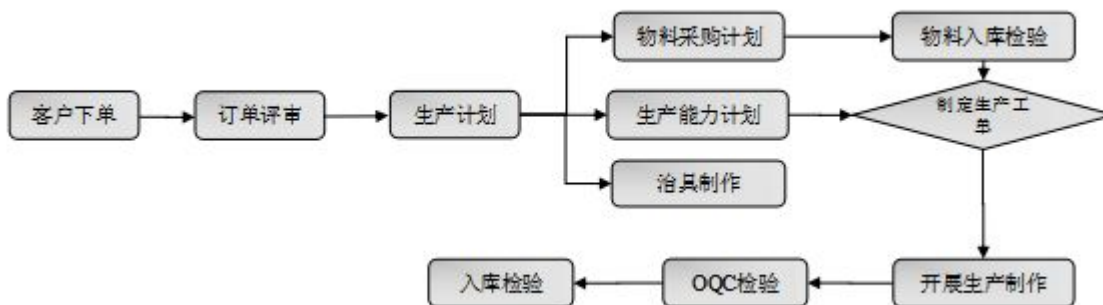 物料采购计划
物料入库检验
客户下单
订单评审
生产计划
生产能力计划
制定生产工
单
治具制作
入库检验
OQC检验
开展生产制作